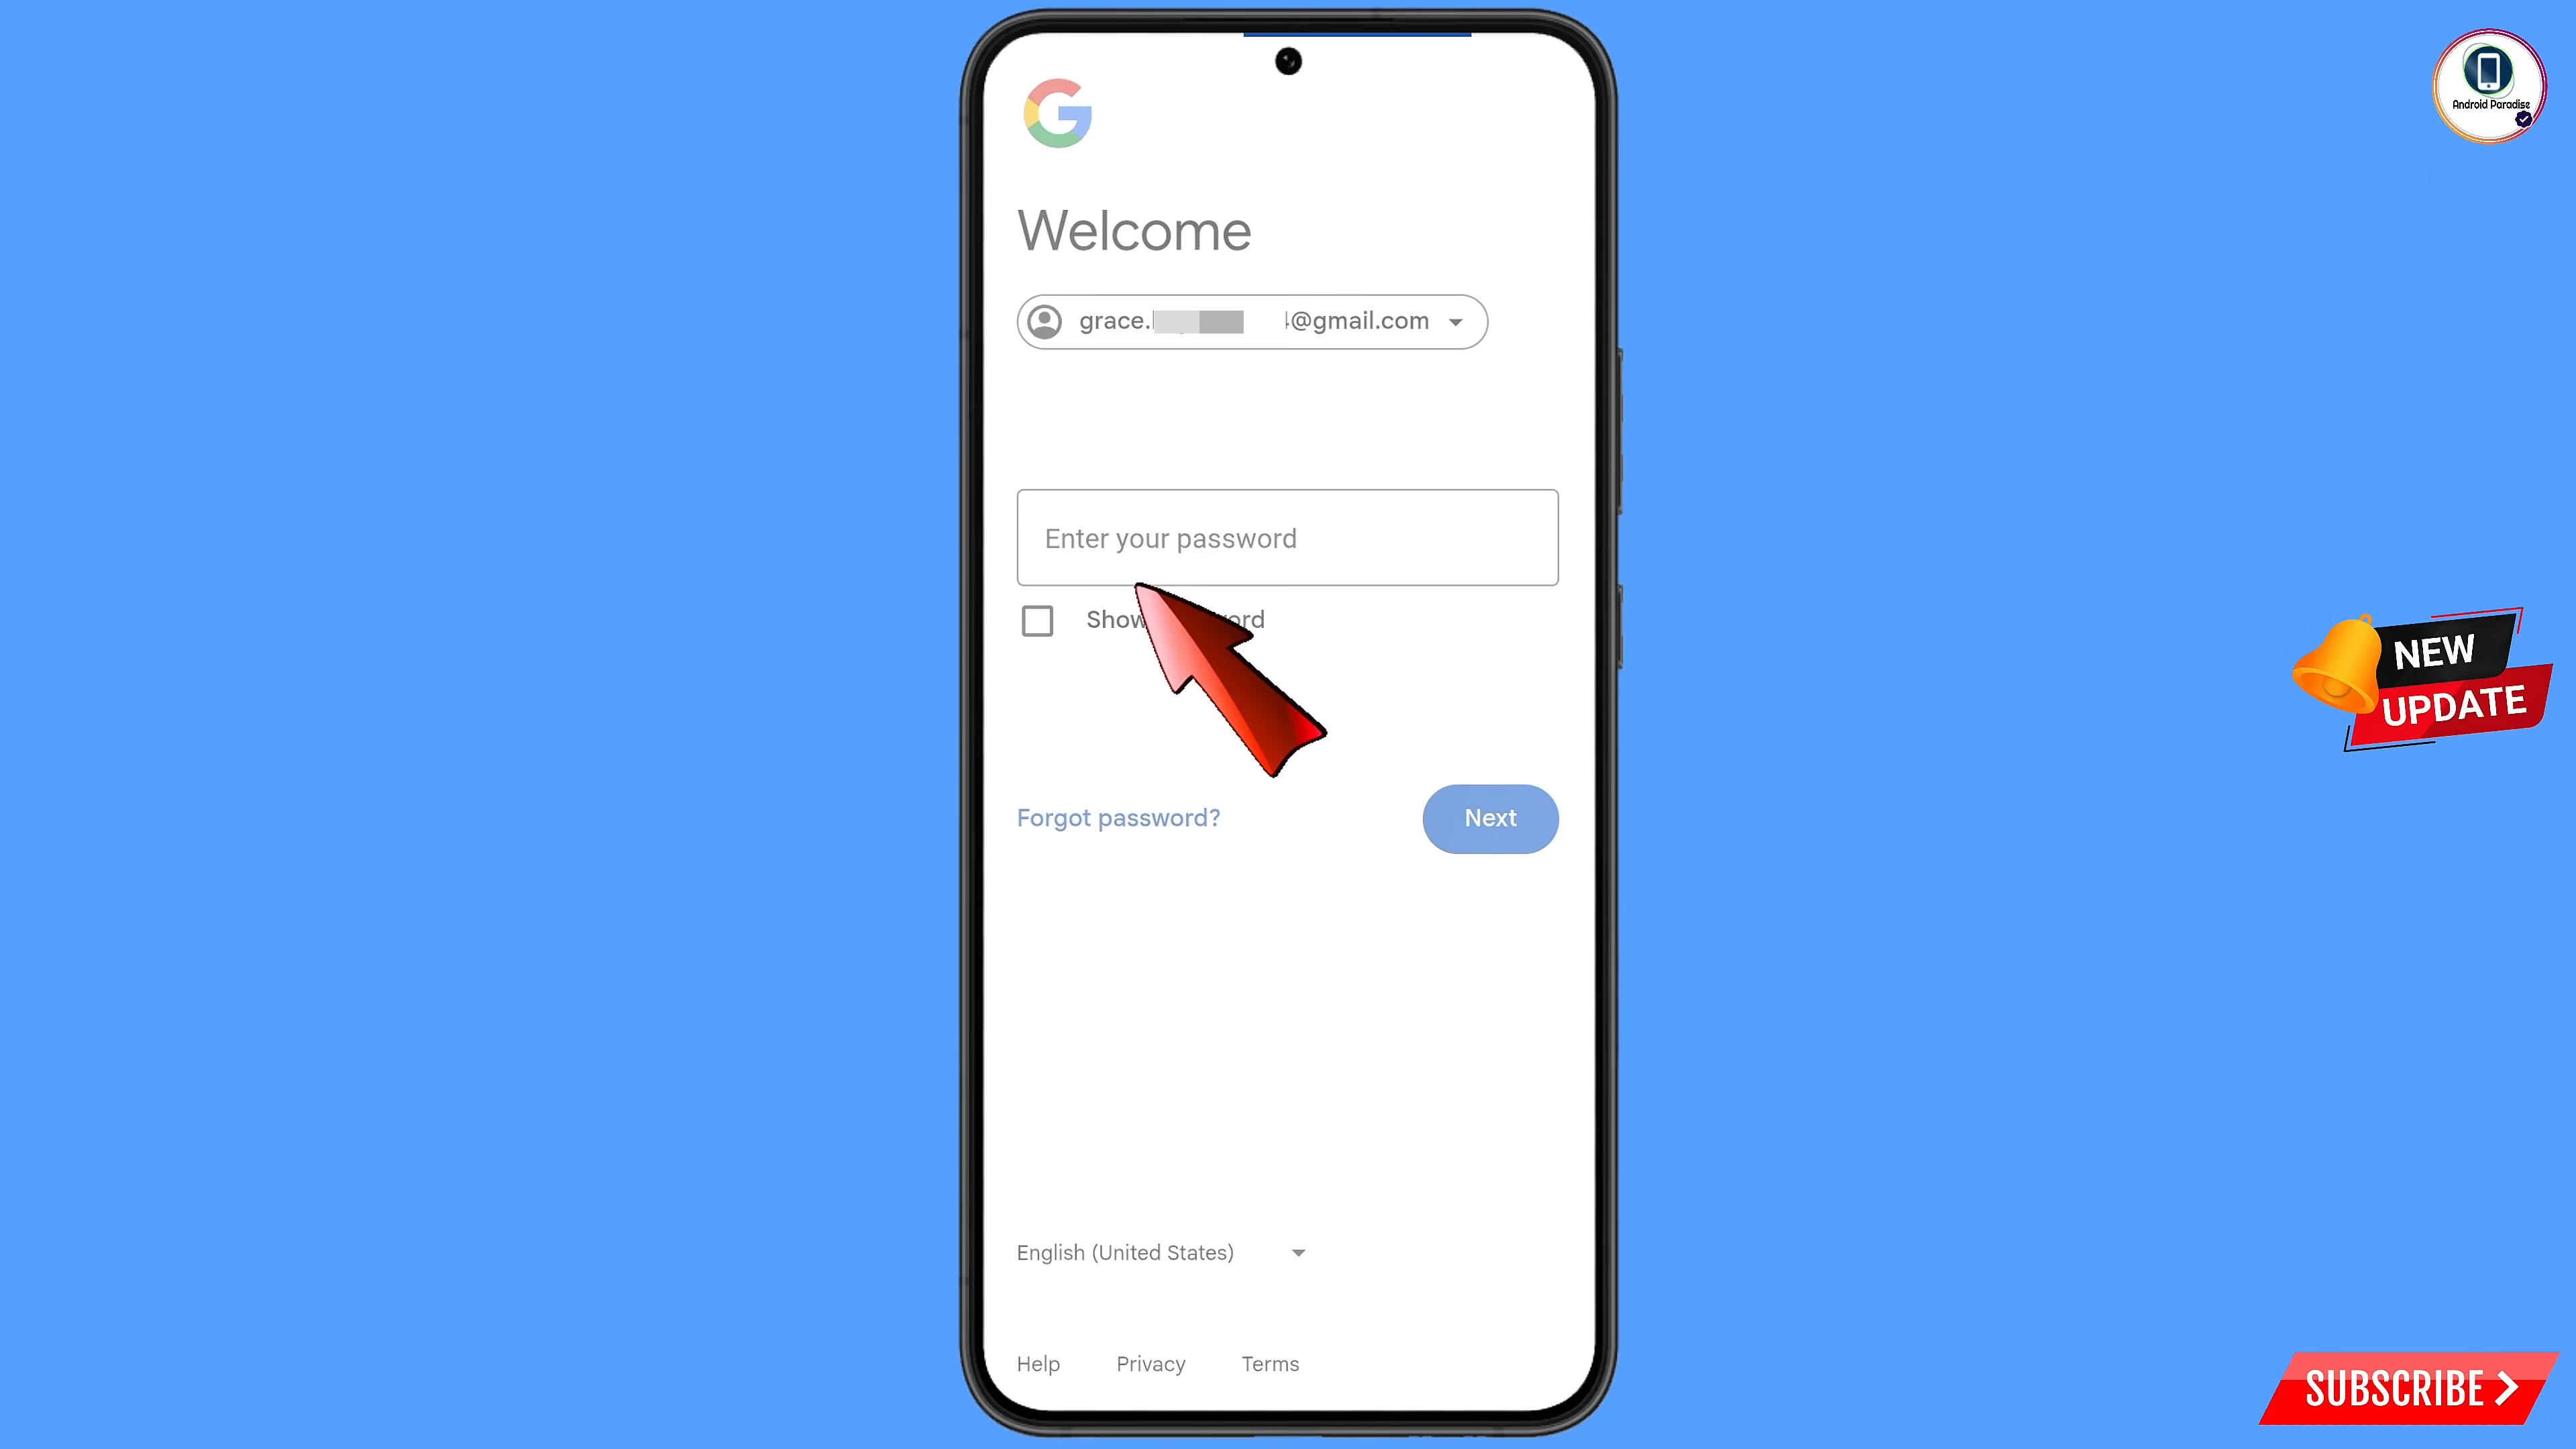 Android Paradise
Welcome
grace. @gmail.com
Enter your password
Show
Forgot password?
Next
NEW
UPDATE
English (United States)
Help Privacy Terms
SUBSCRIBE